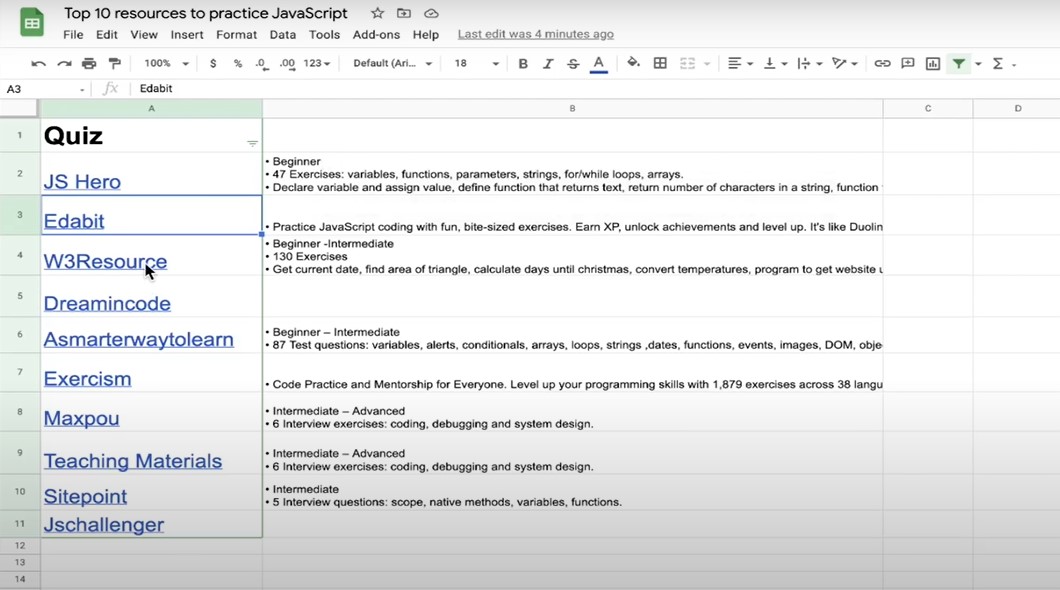 Top 10 resources to practice JavaScript
File Edit View Insert Format Data Tools Add-ons Help Last edit was 4 minutes ago
100% $ % .0 .00 123 Default (Ari... 18 B I S A
A3 fx Edabit
A B C D
1 Quiz
• Beginner
• 47 Exercises: variables, functions, parameters, strings, for/while loops, arrays.
2 JS Hero • Declare variable and assign value, define function that returns text, return number of characters in a string, function
3 Edabit • Practice JavaScript coding with fun, bite-sized exercises. Earn XP, unlock achievements and level up. It's like Duolin
• Beginner -Intermediate
• 130 Exercises
4 W3Resource • Get current date, find area of triangle, calculate days until christmas, convert temperatures, program to get website u
5 Dreamincode
• Beginner – Intermediate
6 Asmarterwaytolearn • 87 Test questions: variables, alerts, conditionals, arrays, loops, strings ,dates, functions, events, images, DOM, obje
7 Exercism • Code Practice and Mentorship for Everyone. Level up your programming skills with 1,879 exercises across 38 langu
• Intermediate – Advanced
8 Maxpou • 6 Interview exercises: coding, debugging and system design.
• Intermediate – Advanced
9 Teaching Materials • 6 Interview exercises: coding, debugging and system design.
• Intermediate
10 Sitepoint • 5 Interview questions: scope, native methods, variables, functions.
11 Jschallenger
12
13
14